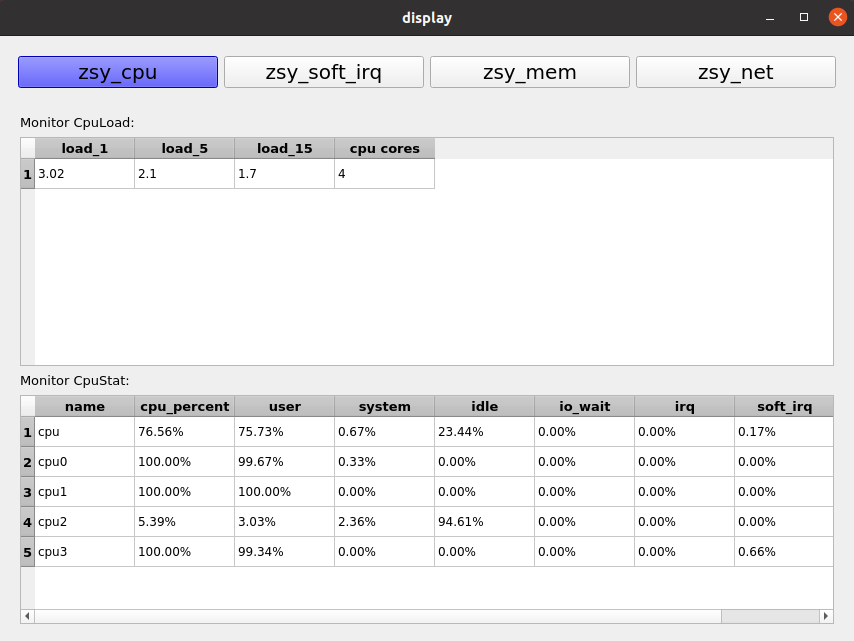 display
zsy_cpu zsy_soft_irq zsy_mem zsy_net
Monitor CpuLoad:
load_1 load_5 load_15 cpu cores
1 3.02 2.1 1.7 4
Monitor CpuStat:
name cpu_percent user system idle io_wait irq soft_irq
1 cpu 76.56% 75.73% 0.67% 23.44% 0.00% 0.00% 0.17%
2 cpu0 100.00% 99.67% 0.33% 0.00% 0.00% 0.00% 0.00%
3 cpu1 100.00% 100.00% 0.00% 0.00% 0.00% 0.00% 0.00%
4 cpu2 5.39% 3.03% 2.36% 94.61% 0.00% 0.00% 0.00%
5 cpu3 100.00% 99.34% 0.00% 0.00% 0.00% 0.00% 0.66%